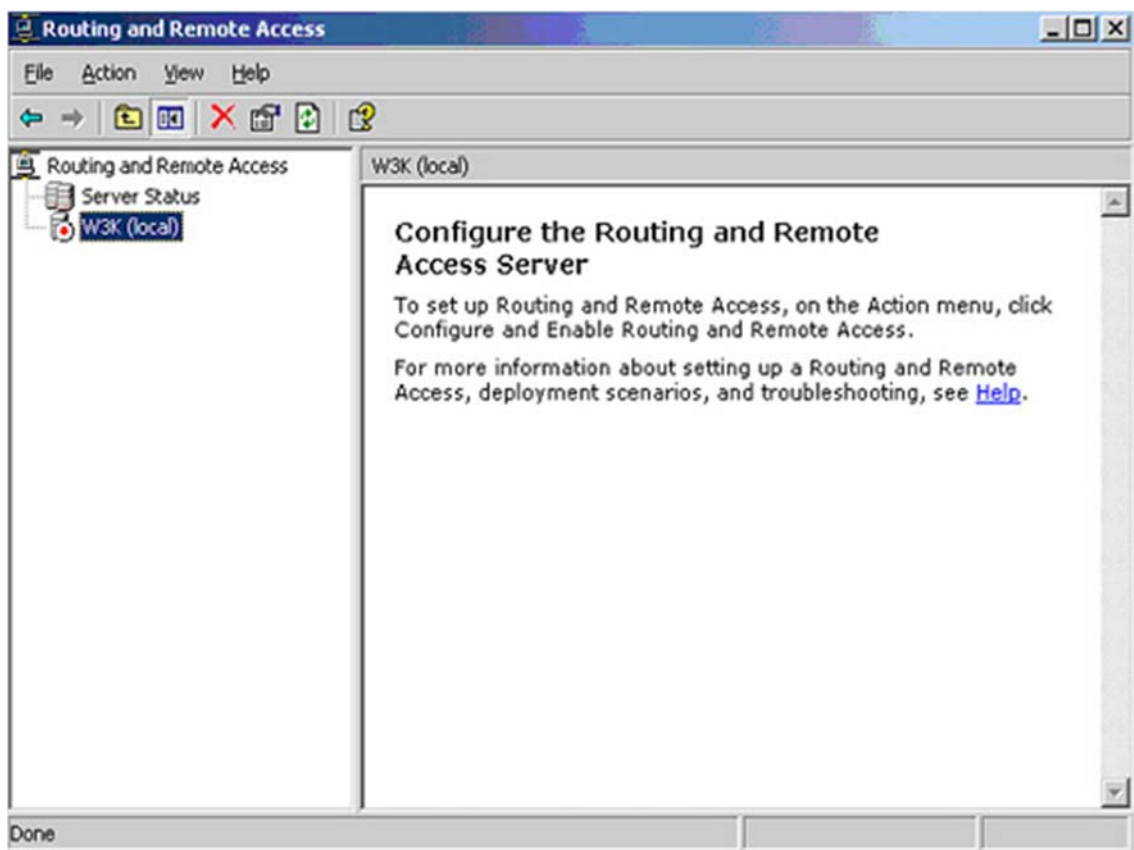 Routing and Remote Access
File Action View Help
Routing and Remote Access
Server Status
W3K (local)
W3K (local)
Configure the Routing and Remote
Access Server
To set up Routing and Remote Access, on the Action menu, click
Configure and Enable Routing and Remote Access.
For more information about setting up a Routing and Remote
Access, deployment scenarios, and troubleshooting, see Help.
Done